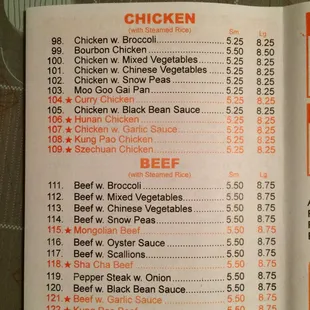 CHICKEN
(with Steamed Rice) Sm. Lg.
98. Chicken w. Broccoli 5.25 8.25
99. Bourbon Chicken 5.50 8.50
100. Chicken w. Mixed Vegetables 5.25 8.25
101. Chicken w. Chinese Vegetables 5.25 8.25
102. Chicken w. Snow Peas 5.25 8.25
103. Moo Goo Gai Pan 5.25 8.25
104.★ Curry Chicken 5.25 8.25
105. Chicken w. Black Bean Sauce 5.25 8.25
106.★ Hunan Chicken 5.25 8.25
107.★ Chicken w. Garlic Sauce 5.25 8.25
108.★ Kung Pao Chicken 5.25 8.25
109.★ Szechuan Chicken 5.25 8.25
BEEF
(with Steamed Rice) Sm. Lg.
111. Beef w. Broccoli 5.50 8.75
112. Beef w. Mixed Vegetables 5.50 8.75
113. Beef w. Chinese Vegetables 5.50 8.75
114. Beef w. Snow Peas 5.50 8.75
115.★ Mongolian Beef 5.50 8.75
116. Beef w. Oyster Sauce 5.50 8.75
117. Beef w. Scallions 5.50 8.75
118.★ Sha Cha Beef 5.50 8.75
119. Pepper Steak w. Onion 5.50 8.75
120. Beef w. Black Bean Sauce 5.50 8.75
121.★ Beef w. Garlic Sauce 5.50 8.75